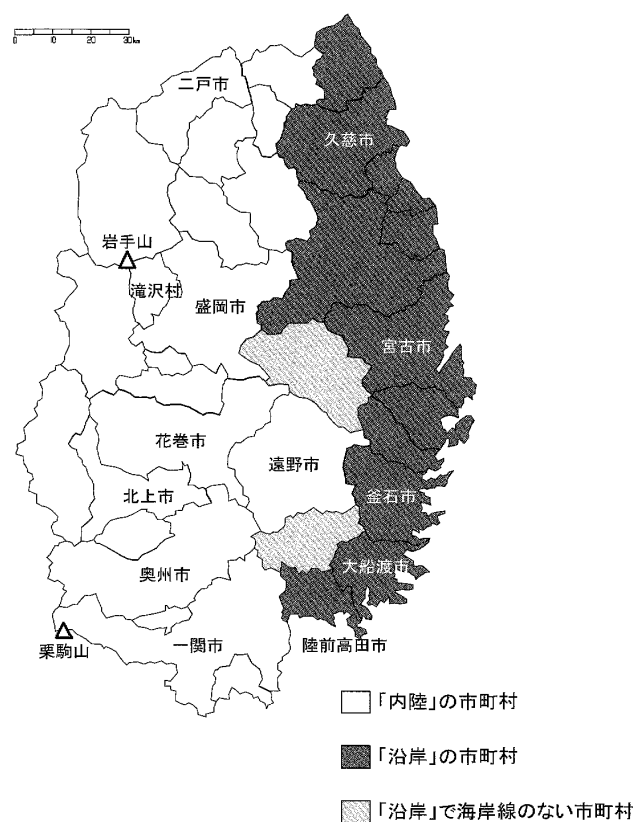 0 10 20 30km
二戸市
久慈市
岩手山
滝沢村
盛岡市
宮古市
花巻市
遠野市
北上市
釜石市
大船渡市
奥州市
栗駒山
一関市
陸前高田市
「内陸」の市町村
「沿岸」の市町村
「沿岸」で海岸線のない市町村